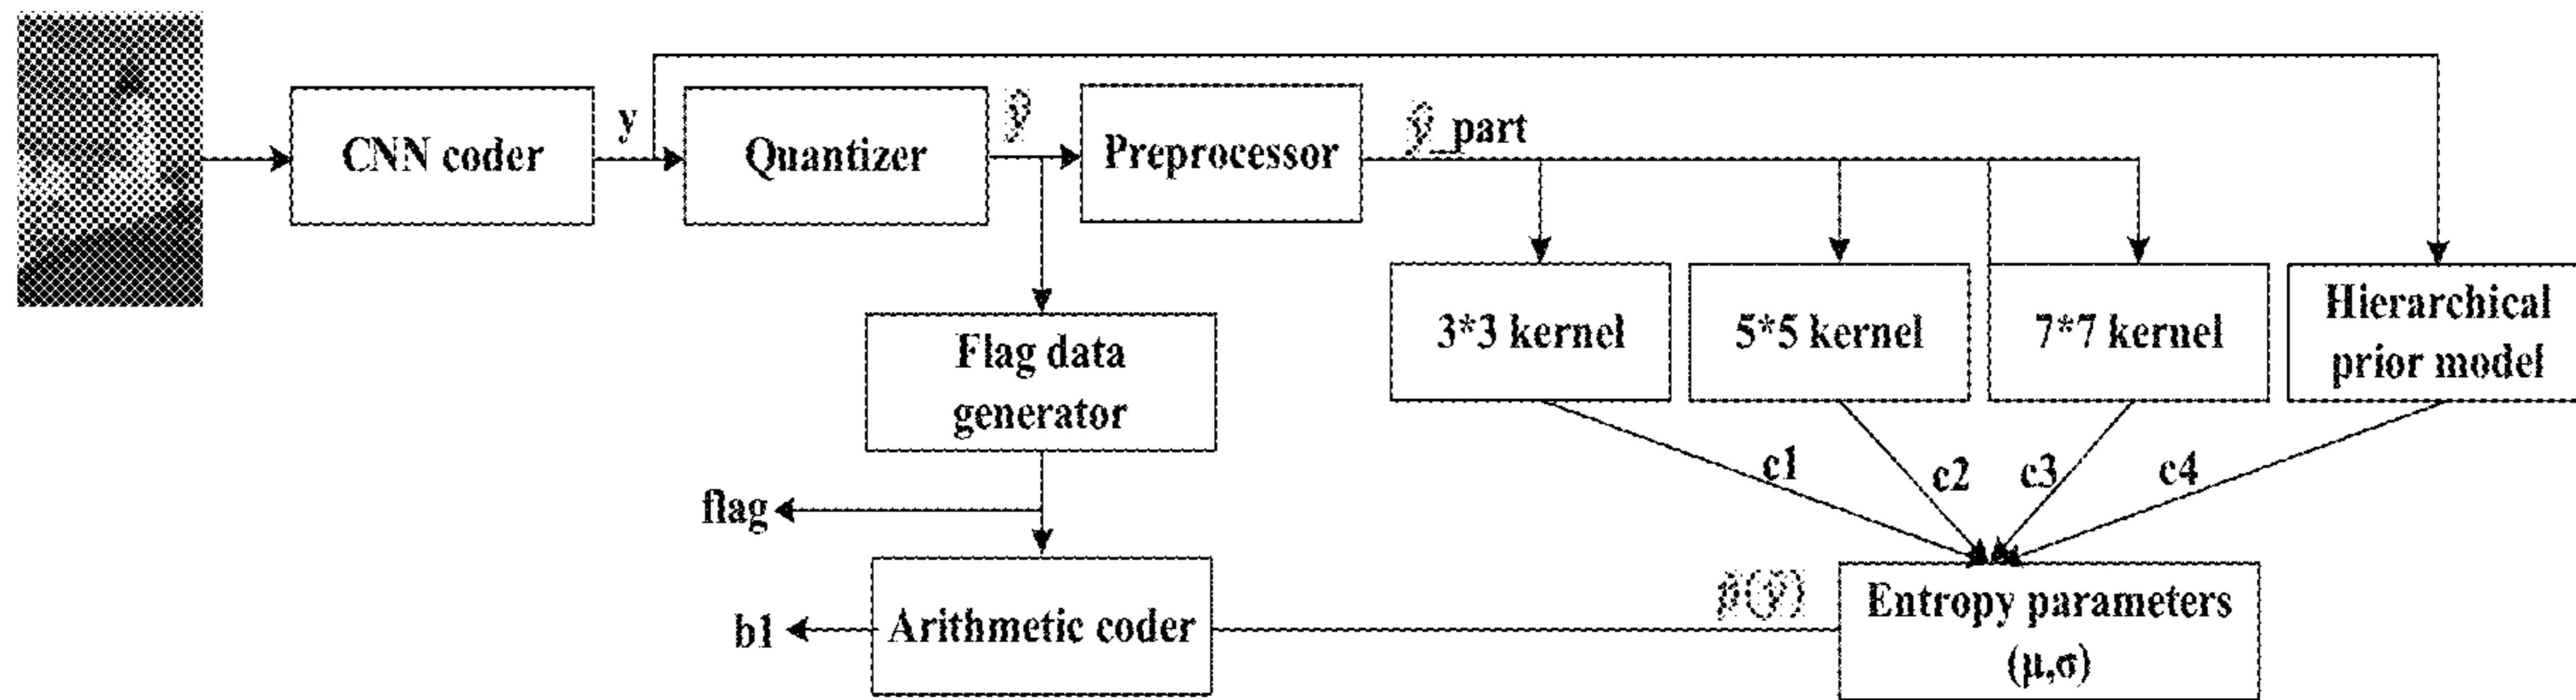 CNN coder
y
Quantizer
ŷ
Preprocessor
ŷ_part
3*3 kernel
5*5 kernel
7*7 kernel
Hierarchical
prior model
Flag data
generator
flag
c1
c2
c3
c4
Arithmetic coder
b1
Entropy parameters
(μ,σ)